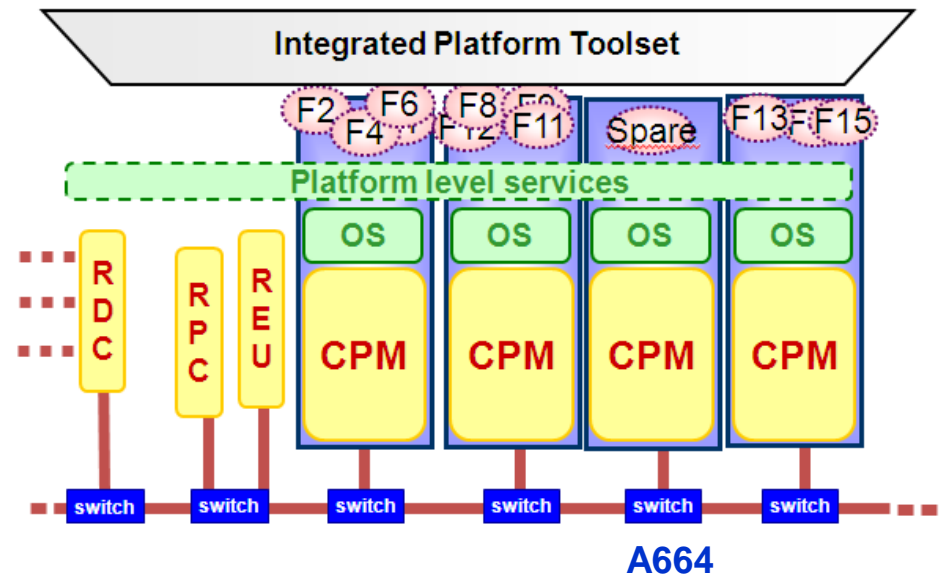 Integrated Platform Toolset
F2
F6
F4
F8
F11
Spare
F13
F15
Platform level services
OS
OS
OS
OS
RDC
RPC
REU
CPM
CPM
CPM
CPM
switch
switch
switch
switch
switch
switch
A664